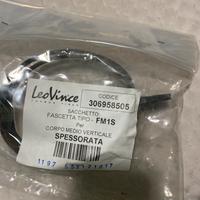 LeoVince
CODICE
306958505
SACCHETTO
FASCETTA TIPO - FM1S
Per
CORPO MEDIO VERTICALE
SPESSORATA